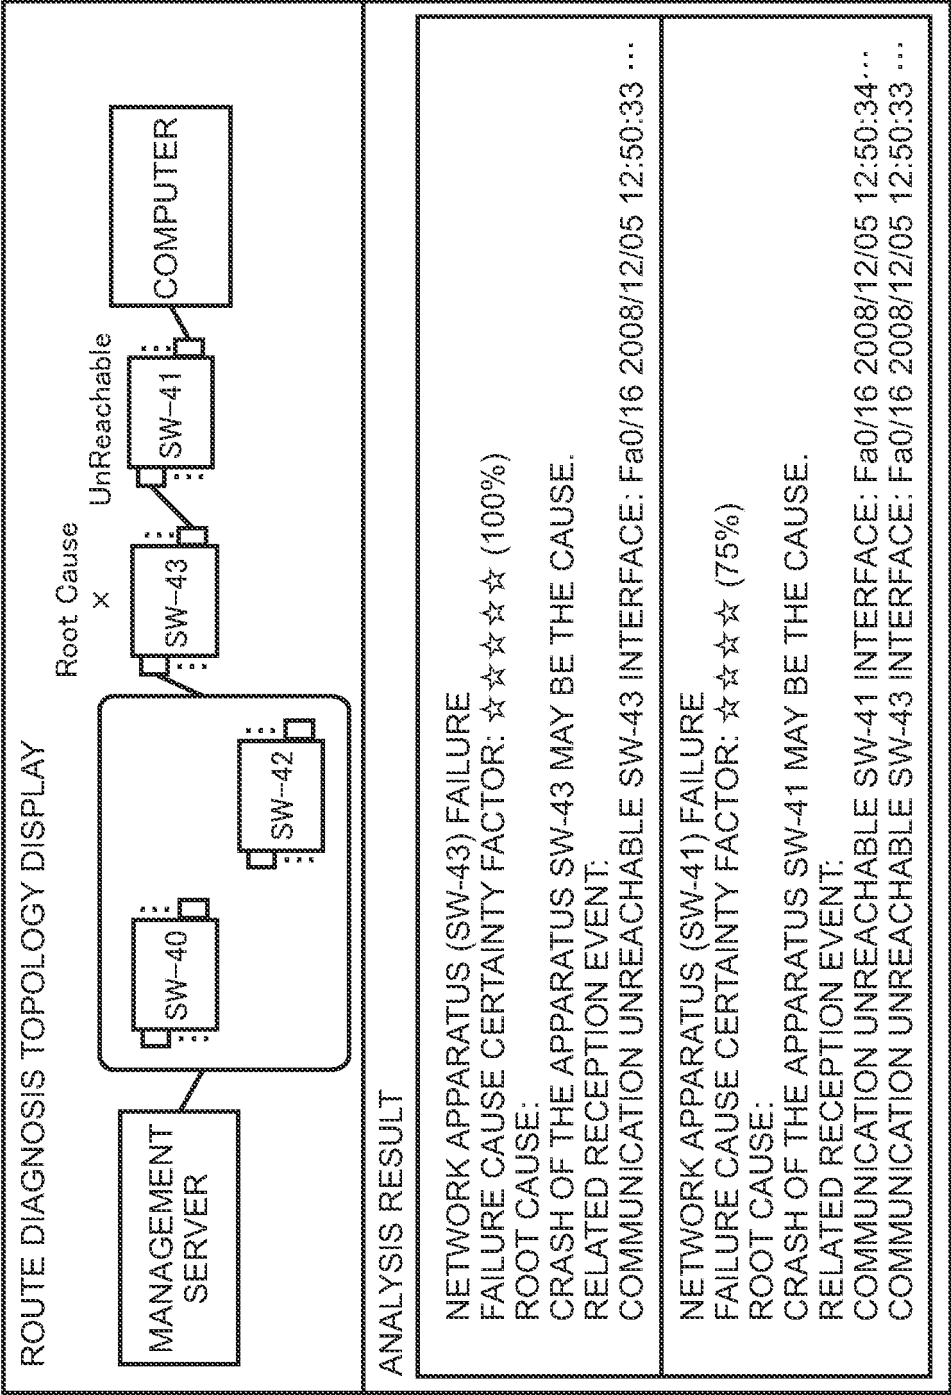 ROUTE DIAGNOSIS TOPOLOGY DISPLAY
MANAGEMENT
SERVER
SW-40
SW-42
Root Cause
×
SW-43
UnReachable
SW-41
COMPUTER
ANALYSIS RESULT
NETWORK APPARATUS (SW-43) FAILURE
FAILURE CAUSE CERTAINTY FACTOR: ☆☆☆☆☆ (100%)
ROOT CAUSE:
CRASH OF THE APPARATUS SW-43 MAY BE THE CAUSE.
RELATED RECEPTION EVENT:
COMMUNICATION UNREACHABLE SW-43 INTERFACE: Fa0/16 2008/12/05 12:50:33 ...
NETWORK APPARATUS (SW-41) FAILURE
FAILURE CAUSE CERTAINTY FACTOR: ☆☆☆☆ (75%)
ROOT CAUSE:
CRASH OF THE APPARATUS SW-41 MAY BE THE CAUSE.
RELATED RECEPTION EVENT:
COMMUNICATION UNREACHABLE SW-41 INTERFACE: Fa0/16 2008/12/05 12:50:34...
COMMUNICATION UNREACHABLE SW-43 INTERFACE: Fa0/16 2008/12/05 12:50:33 ...